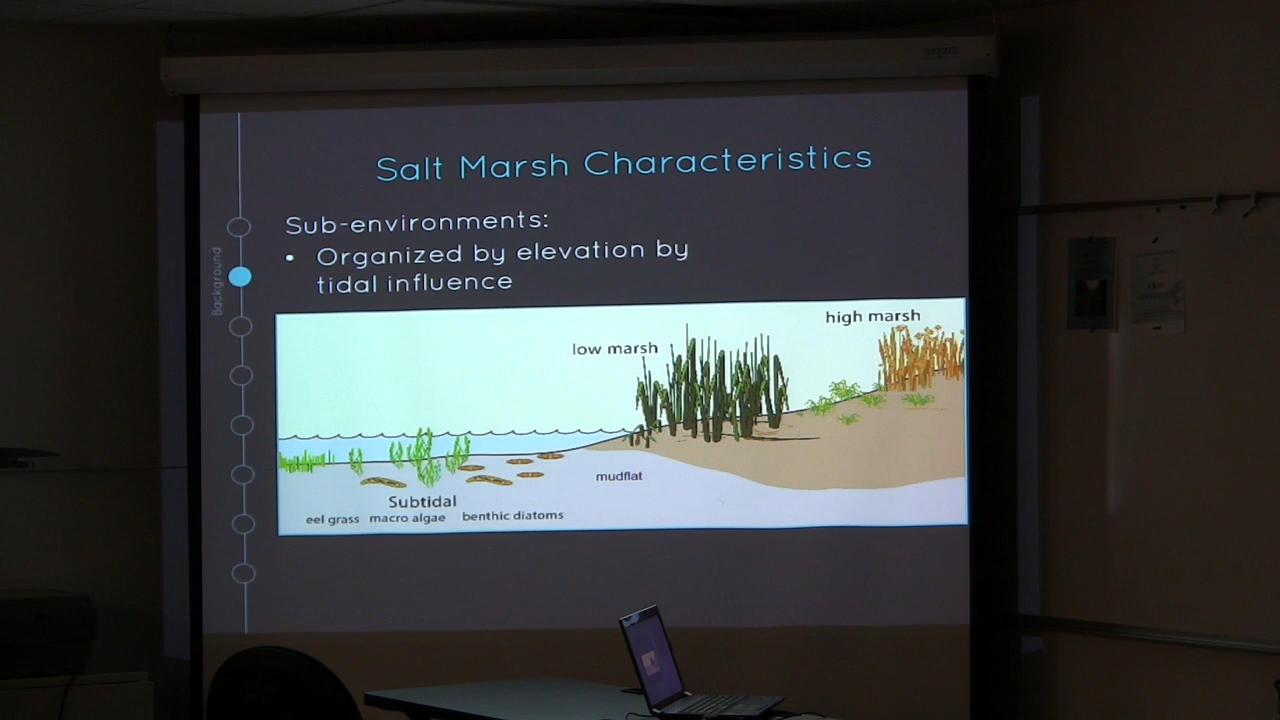 Salt Marsh Characteristics
Sub-environments:
• Organized by elevation by
tidal influence
Background
high marsh
low marsh
mudflat
Subtidal
eel grass macro algae benthic diatoms